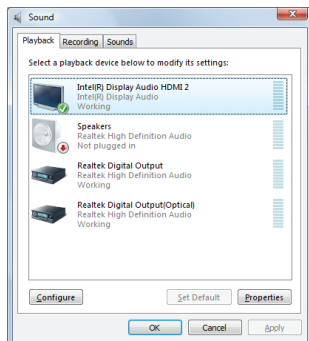 Sound
Playback Recording Sounds
Select a playback device below to modify its settings:
Intel(R) Display Audio HDMI 2
Intel(R) Display Audio
Working
Speakers
Realtek High Definition Audio
Not plugged in
Realtek Digital Output
Realtek High Definition Audio
Working
Realtek Digital Output(Optical)
Realtek High Definition Audio
Working
Configure Set Default Properties
OK Cancel Apply